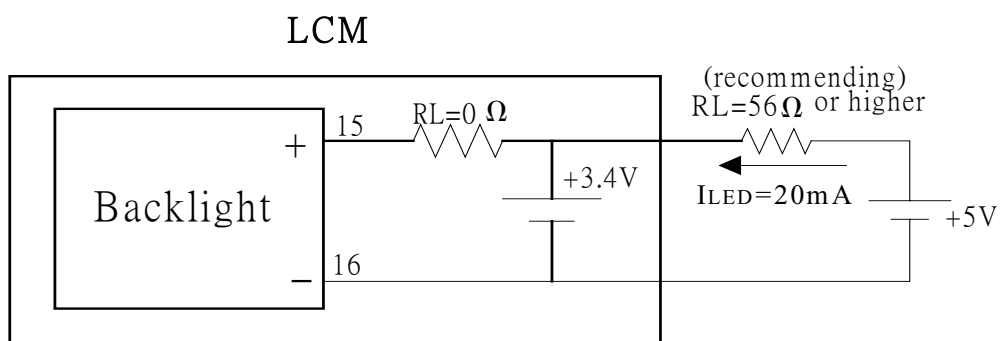 LCM
(recommending)
RL=56Ω or higher
15
RL=0 Ω
+
+3.4V
ILED=20mA
Backlight
+5V
−
16